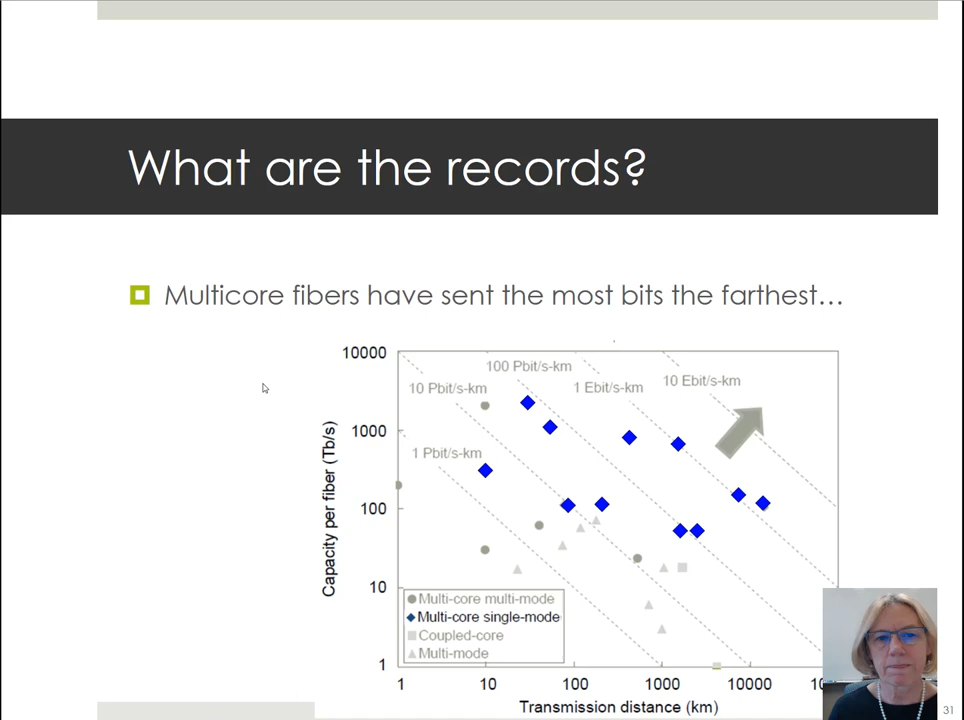 What are the records?
Multicore fibers have sent the most bits the farthest…
10000
1000
100
10
1
Capacity per fiber (Tb/s)
100 Pbit/s-km
10 Pbit/s-km
1 Ebit/s-km
10 Ebit/s-km
1 Pbit/s-km
Multi-core multi-mode
Multi-core single-mode
Coupled-core
Multi-mode
1 10 100 1000 10000
Transmission distance (km)
31